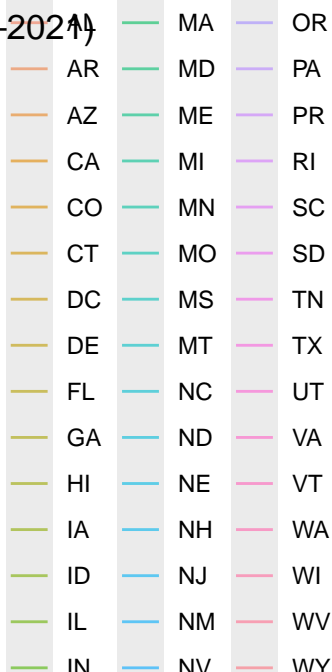 -2021)
AL MA OR
AR MD PA
AZ ME PR
CA MI RI
CO MN SC
CT MO SD
DC MS TN
DE MT TX
FL NC UT
GA ND VA
HI NE VT
IA NH WA
ID NJ WI
IL NM WV
IN NV WY